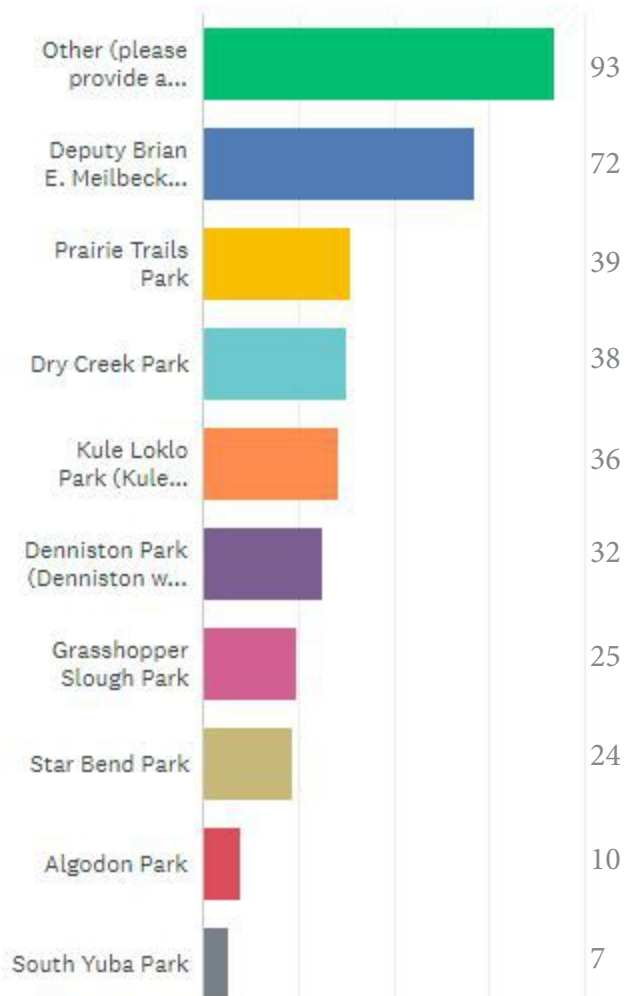 Other (please
provide a...
93
Deputy Brian
E. Meilbeck...
72
Prairie Trails
Park
39
Dry Creek Park
38
Kule Loklo
Park (Kule...
36
Denniston Park
(Denniston w...
32
Grasshopper
Slough Park
25
Star Bend Park
24
Algodon Park
10
South Yuba Park
7